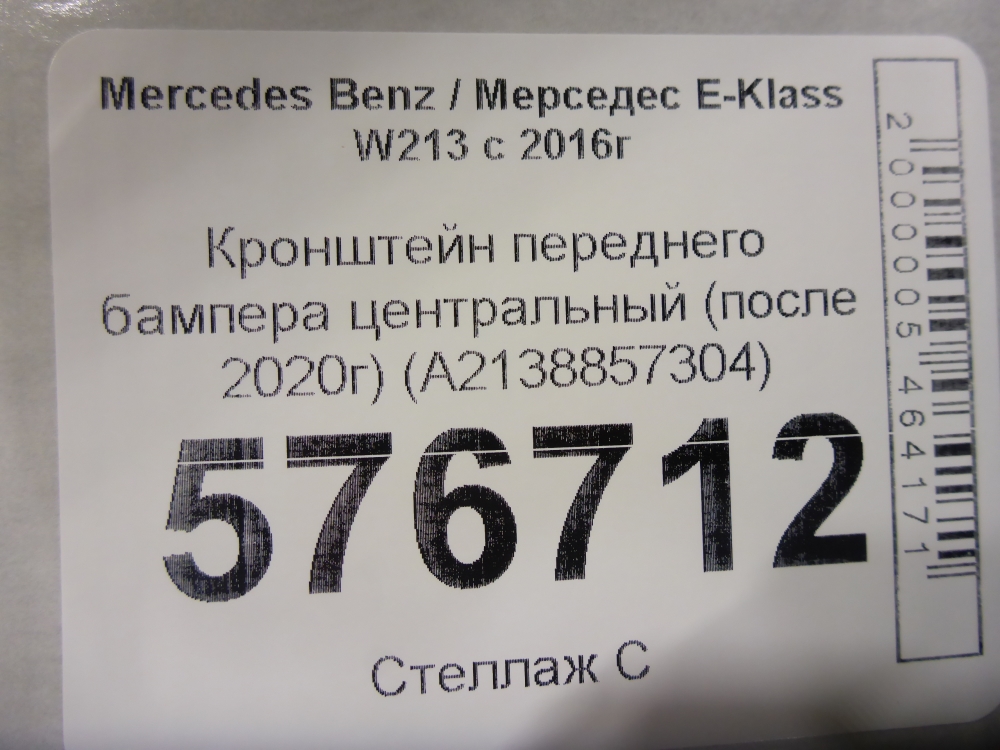 Mercedes Benz / Мерседес E-Klass
W213 с 2016г
Кронштейн переднего
бампера центральный (после
2020г) (A2138857304)
576712
Стеллаж С
2000005464171